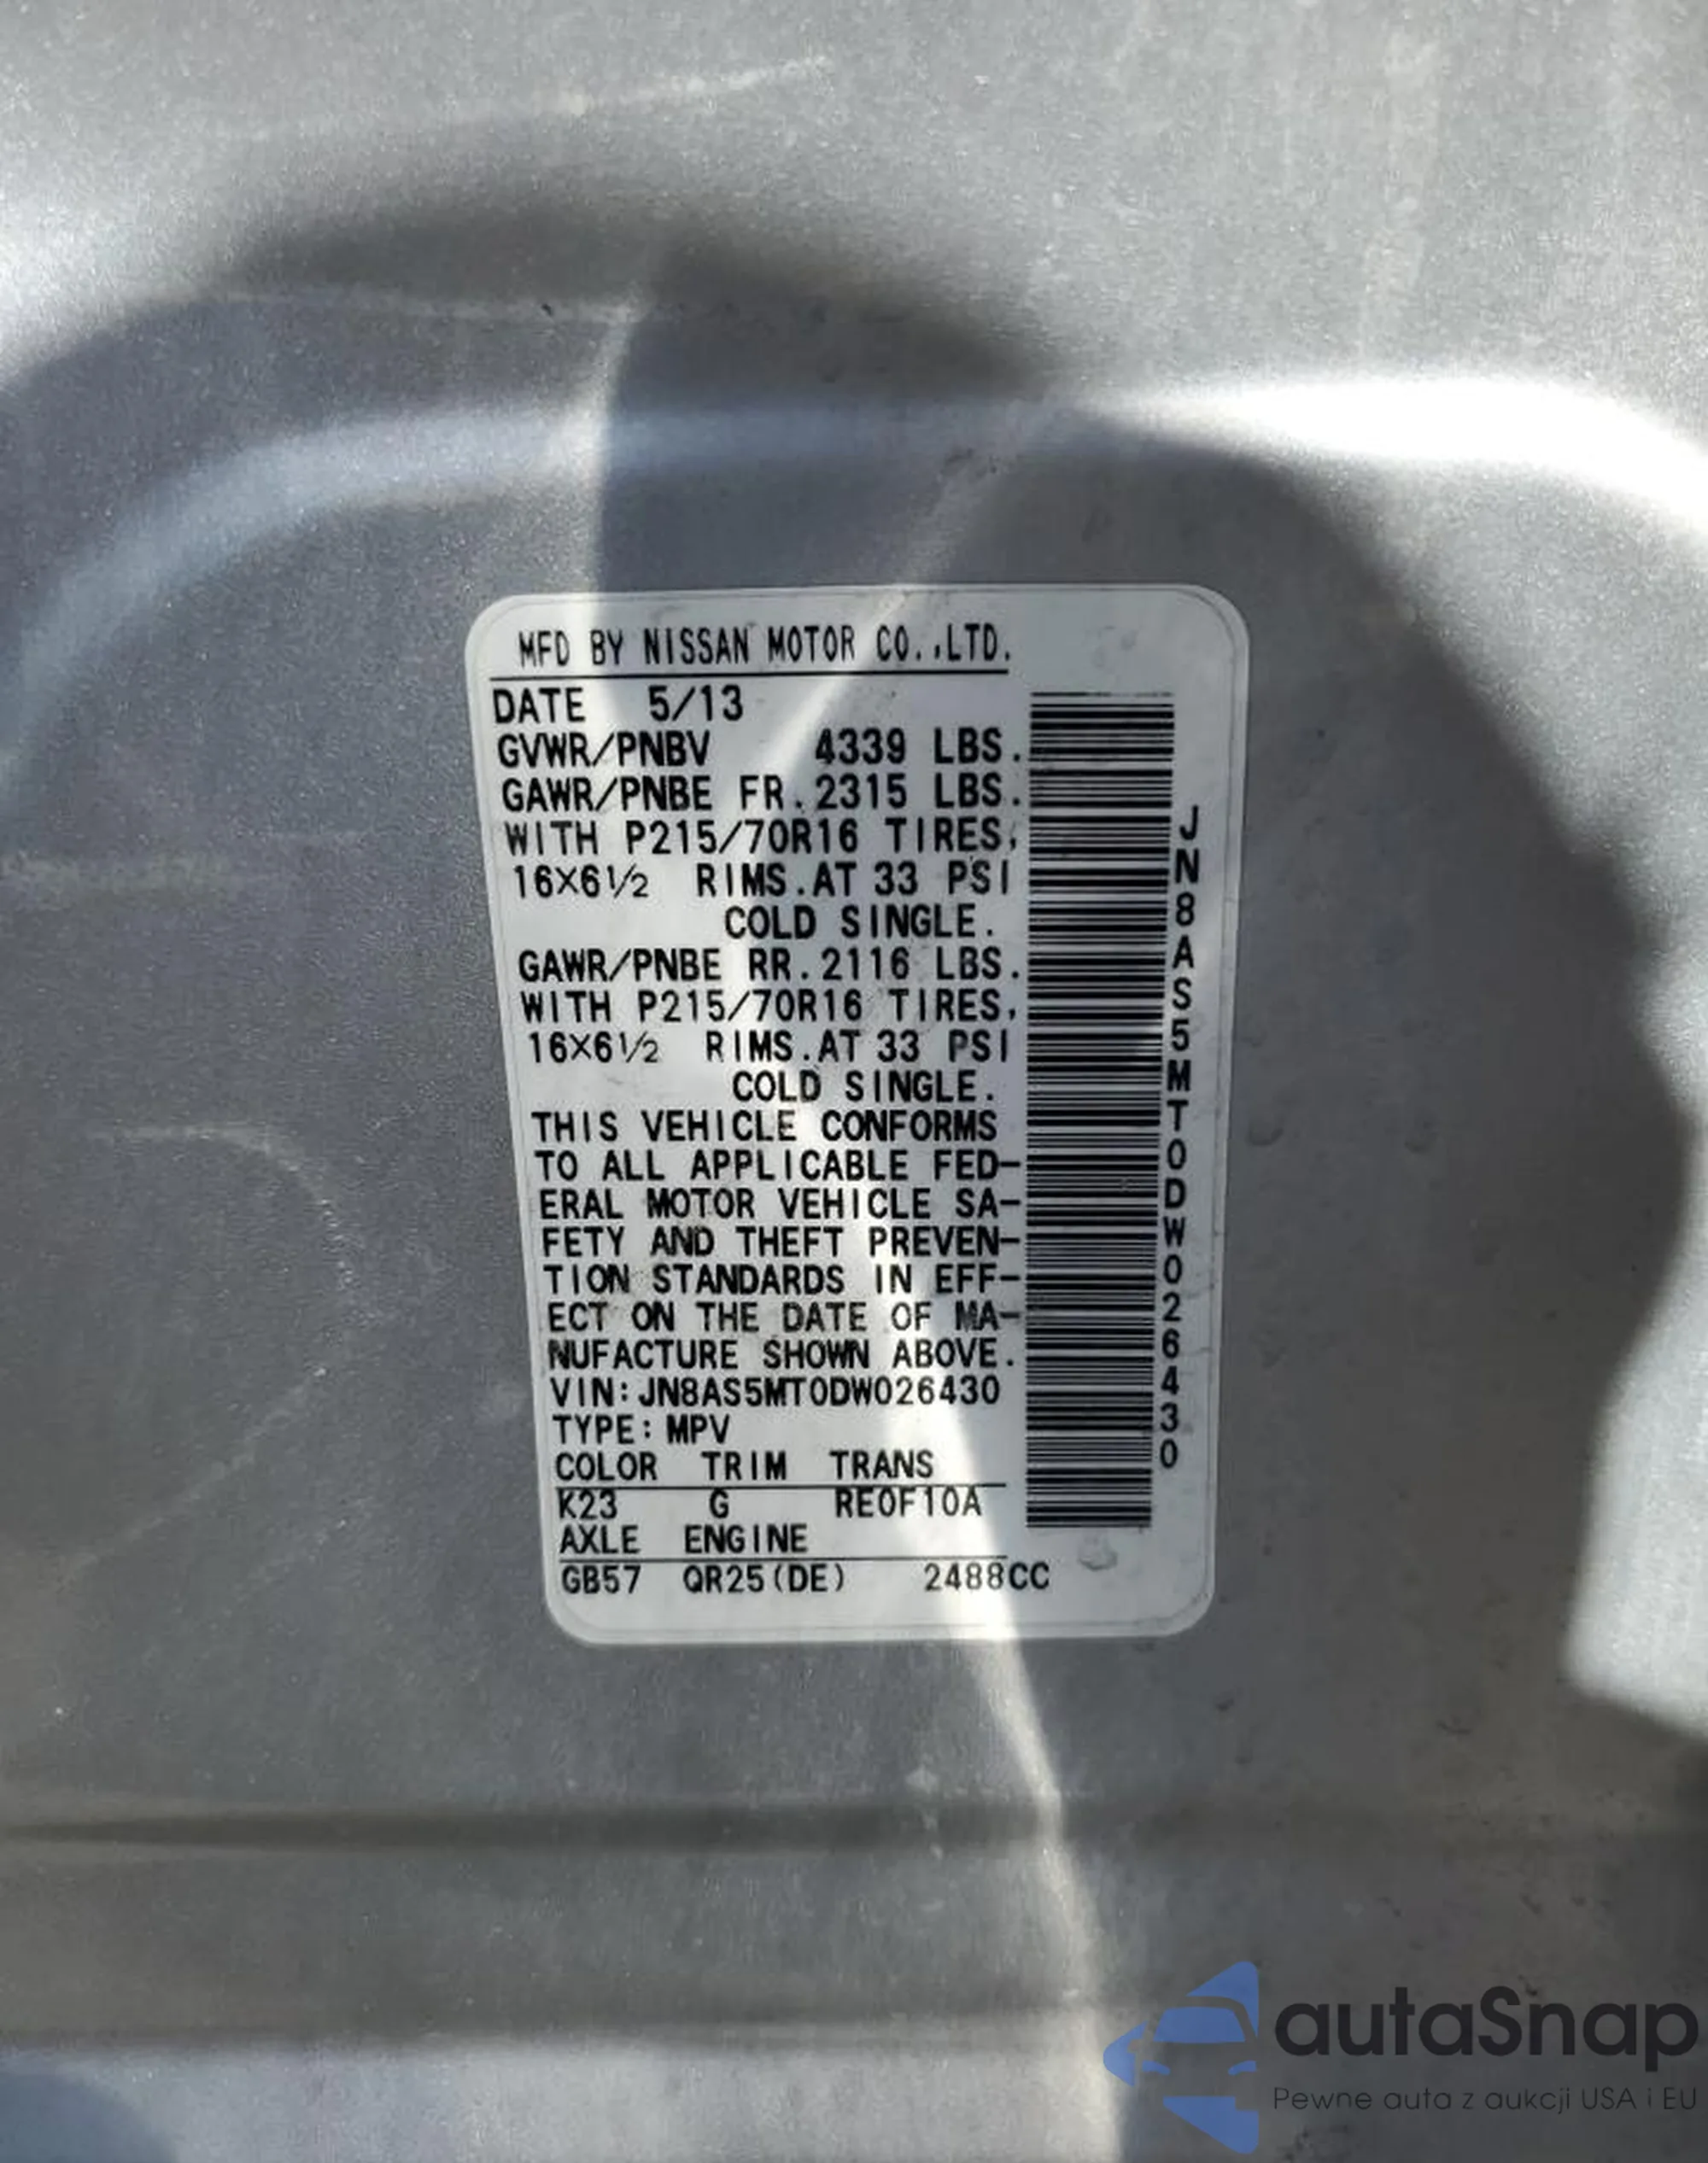 MFD BY NISSAN MOTOR CO.,LTD.
DATE 5/13
GVWR/PNBV 4339 LBS.
GAWR/PNBE FR.2315 LBS.
WITH P215/70R16 TIRES,
16×6½ RIMS.AT 33 PSI
COLD SINGLE.
GAWR/PNBE RR.2116 LBS.
WITH P215/70R16 TIRES,
16×6½ RIMS.AT 33 PSI
COLD SINGLE.
THIS VEHICLE CONFORMS
TO ALL APPLICABLE FED-
ERAL MOTOR VEHICLE SA-
FETY AND THEFT PREVEN-
TION STANDARDS IN EFF-
ECT ON THE DATE OF MA-
NUFACTURE SHOWN ABOVE.
VIN:JN8AS5MT0DW026430
TYPE:MPV
COLOR TRIM TRANS
K23 G RE0F10A
AXLE ENGINE
GB57 QR25(DE) 2488CC
JN8AS5MT0DW026430
autaSnap
Pewne auta z aukcji USA i EU